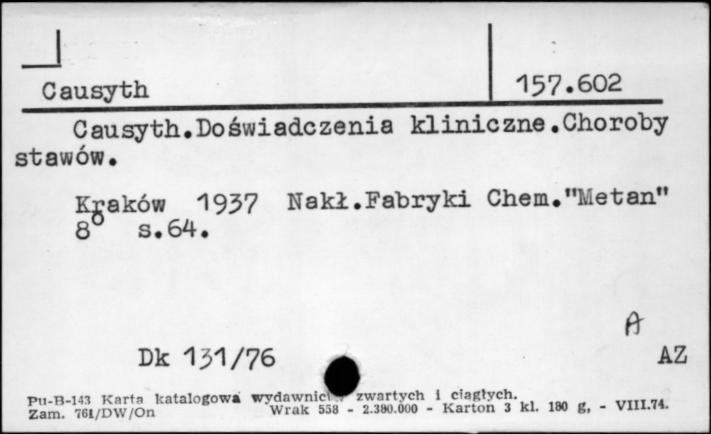 Causyth 157.602
Causyth.Doświadczenia kliniczne.Choroby
stawów.
Kraków 1937 Nakł.Fabryki Chem."Metan"
8° s.64.
A
Dk 131/76 AZ
Pu-B-143 Karta katalogowa zwartych i ciągłych.
Zam. 761/DW/On Wrak 558 - 2.380.000 - Karton 3 kl. 180 g, - VIII.74.